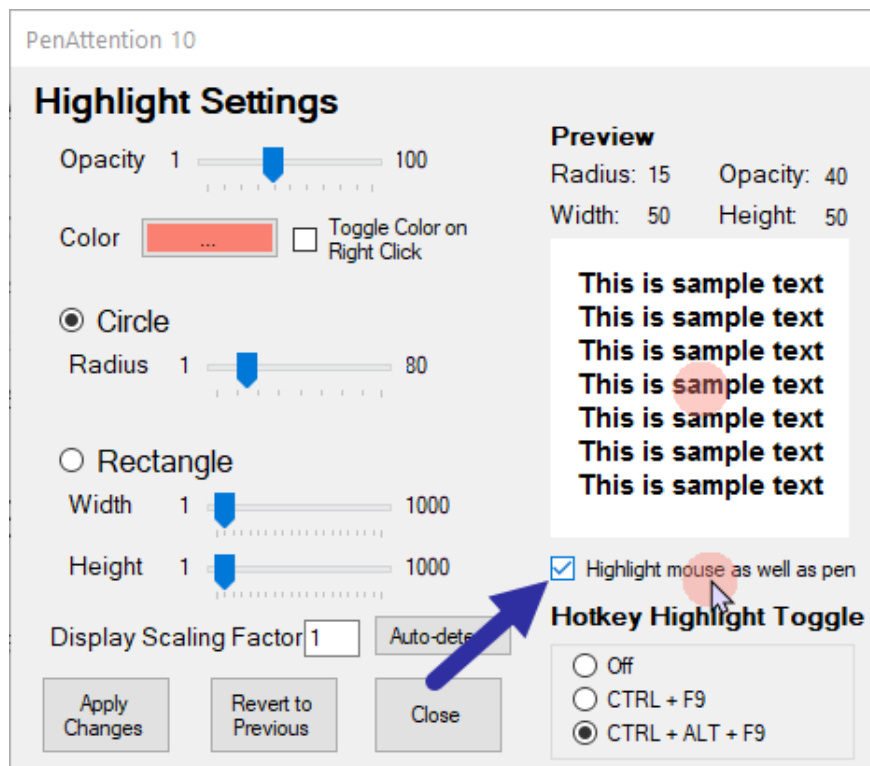 PenAttention 10
Highlight Settings
Opacity 1 100
Color ... Toggle Color on
Right Click
Circle
Radius 1 80
Rectangle
Width 1 1000
Height 1 1000
Display Scaling Factor 1
Apply
Changes
Revert to
Previous
Close
Preview
Radius: 15 Opacity: 40
Width: 50 Height: 50
This is sample text
This is sample text
This is sample text
This is sample text
This is sample text
This is sample text
This is sample text
Highlight mouse as well as pen
Hotkey Highlight Toggle
Off
CTRL + F9
CTRL + ALT + F9